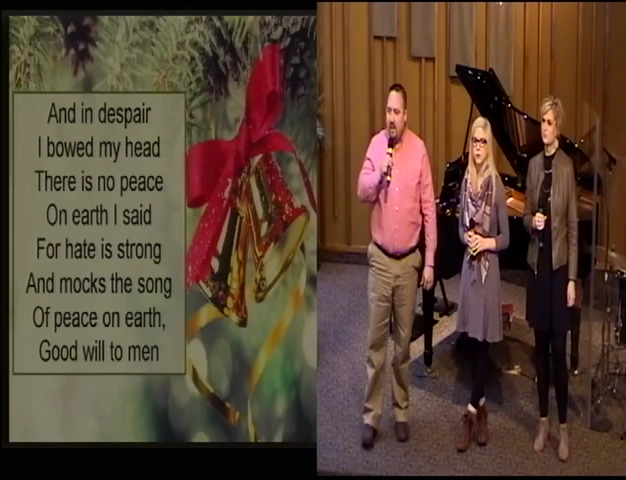 And in despair
I bowed my head
There is no peace
On earth I said
For hate is strong
And mocks the song
Of peace on earth,
Good will to men